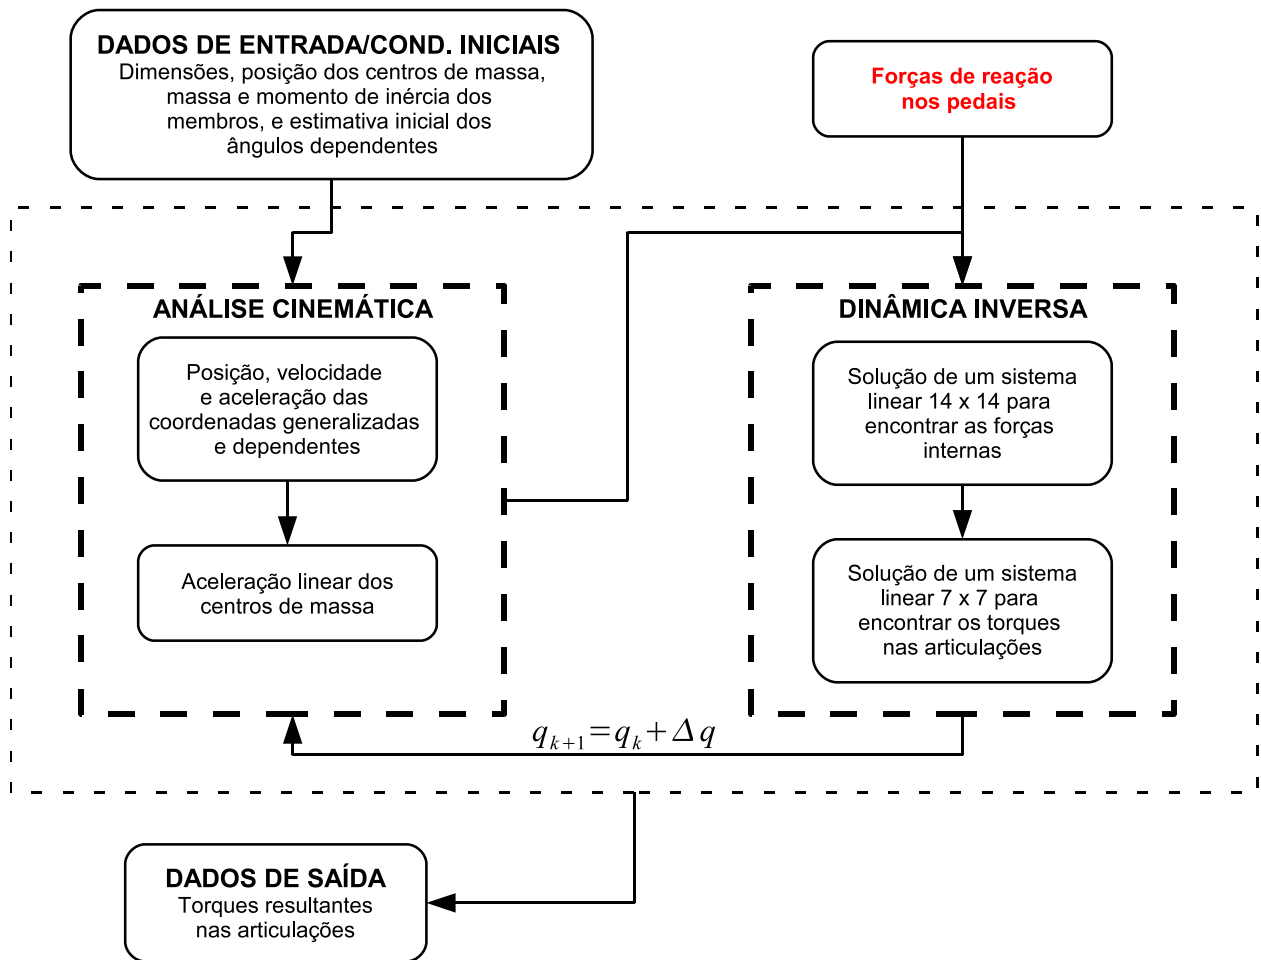 DADOS DE ENTRADA/COND. INICIAIS
Dimensões, posição dos centros de massa,
massa e momento de inércia dos
membros, e estimativa inicial dos
ângulos dependentes
Forças de reação
nos pedais
ANÁLISE CINEMÁTICA
Posição, velocidade
e aceleração das
coordenadas generalizadas
e dependentes
Aceleração linear dos
centros de massa
DINÂMICA INVERSA
Solução de um sistema
linear 14 x 14 para
encontrar as forças
internas
Solução de um sistema
linear 7 x 7 para
encontrar os torques
nas articulações
q_{k+1}=q_k+Δq
DADOS DE SAÍDA
Torques resultantes
nas articulações